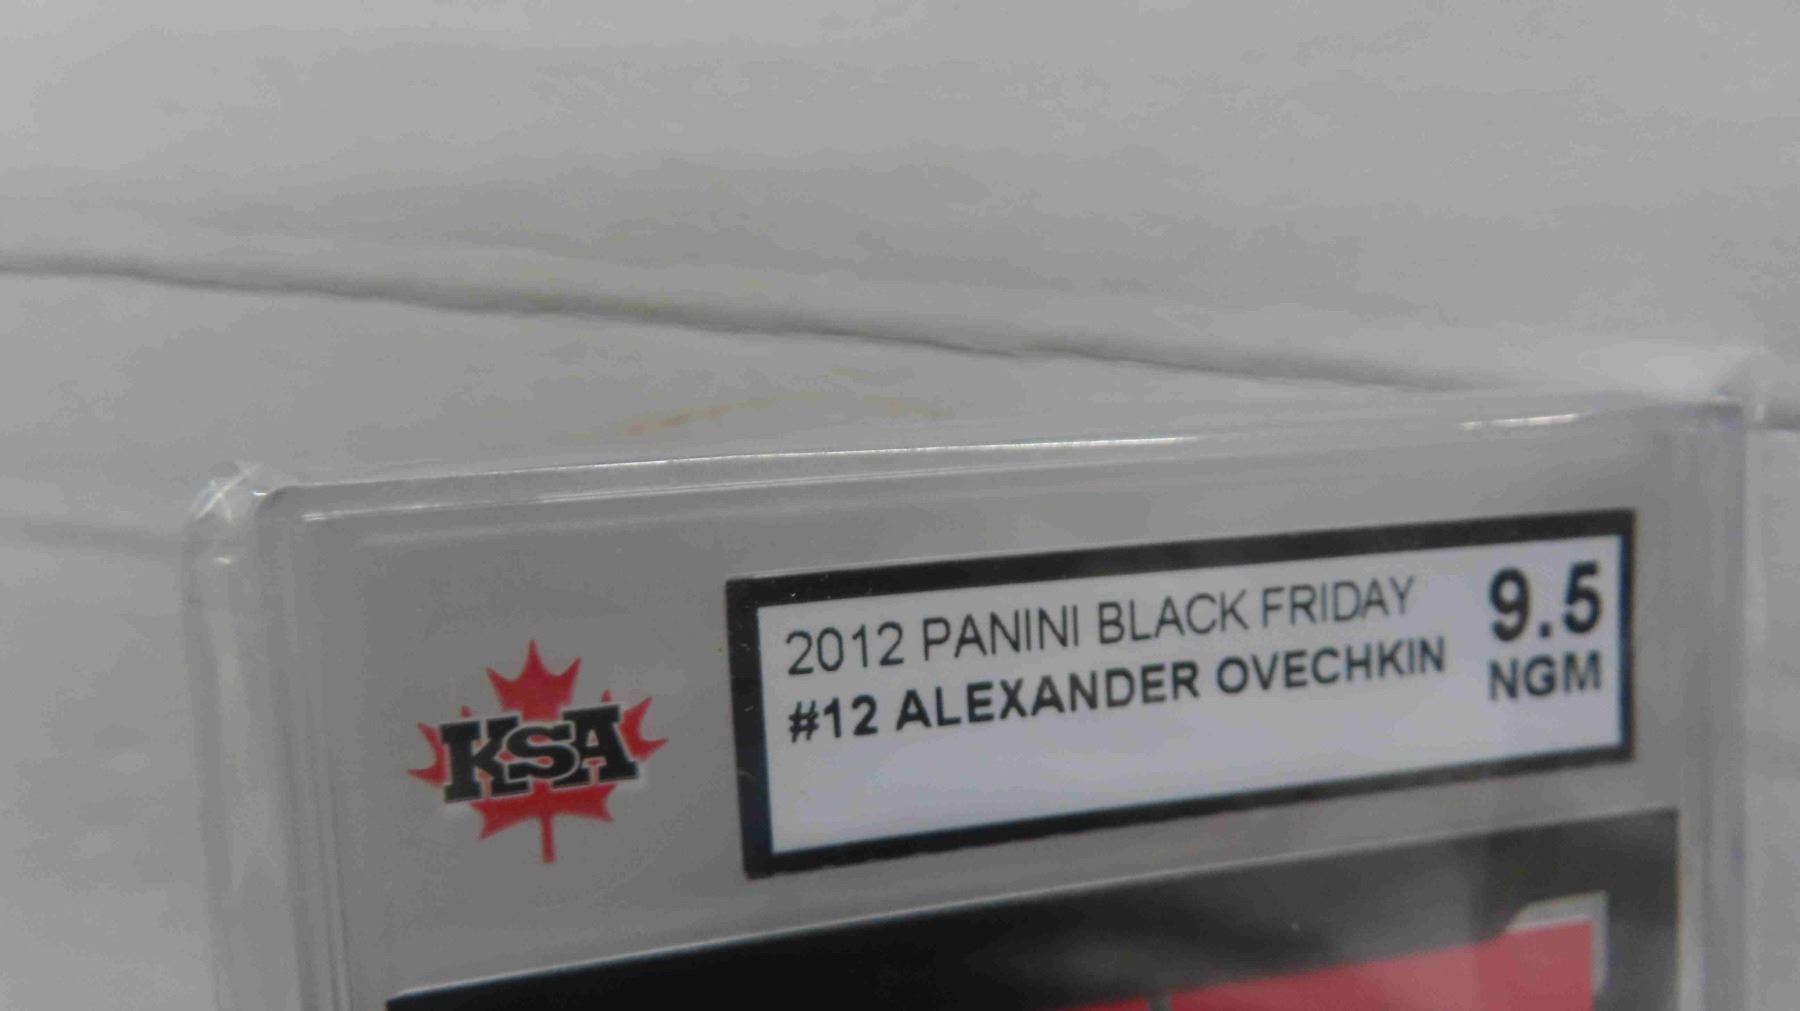 KSA
2012 PANINI BLACK FRIDAY
#12 ALEXANDER OVECHKIN
9.5
NGM